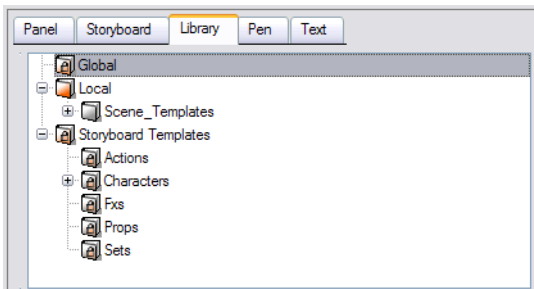 Panel Storyboard Library Pen Text
Global
Local
Scene_Templates
Storyboard Templates
Actions
Characters
Fxs
Props
Sets